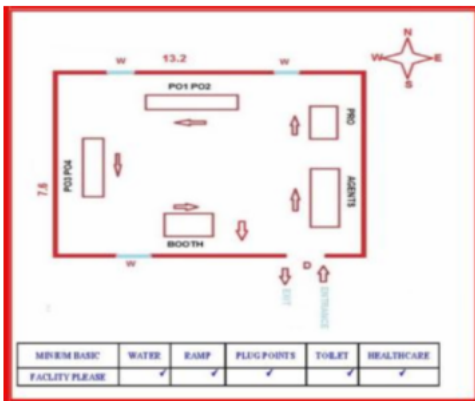 N
W 13.2 W W E
S
PO1 PO2
PRO
PO3 PO4
7.6
AGENTS
BOOTH
W D
EXIT ENTRANCE
MINIUM BASIC WATER RAMP PLUG POINTS TOILET HEALTHCARE
FACLITY PLEASE ✓ ✓ ✓ ✓ ✓